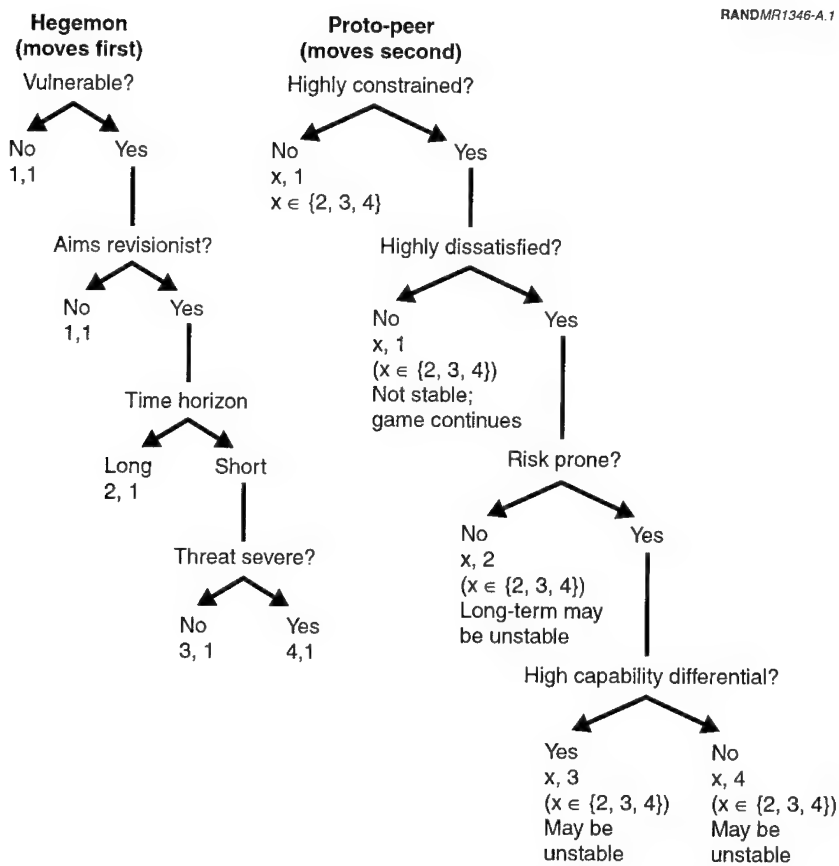 RANDMR1346-A.1
Hegemon
(moves first)
Vulnerable?
No
1,1
Yes
Aims revisionist?
No
1,1
Yes
Time horizon
Long
2, 1
Short
Threat severe?
No
3, 1
Yes
4,1
Proto-peer
(moves second)
Highly constrained?
No
x, 1
x ∈ {2, 3, 4}
Yes
Highly dissatisfied?
No
x, 1
(x ∈ {2, 3, 4})
Not stable;
game continues
Yes
Risk prone?
No
x, 2
(x ∈ {2, 3, 4})
Long-term may
be unstable
Yes
High capability differential?
Yes
x, 3
(x ∈ {2, 3, 4})
May be
unstable
No
x, 4
(x ∈ {2, 3, 4})
May be
unstable